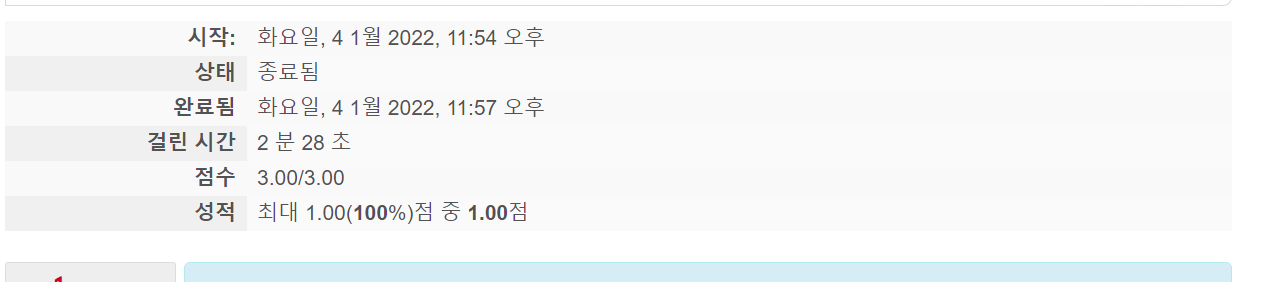 시작: 화요일, 4 1월 2022, 11:54 오후
상태 종료됨
완료됨 화요일, 4 1월 2022, 11:57 오후
걸린 시간 2 분 28 초
점수 3.00/3.00
성적 최대 1.00(100%)점 중 1.00점